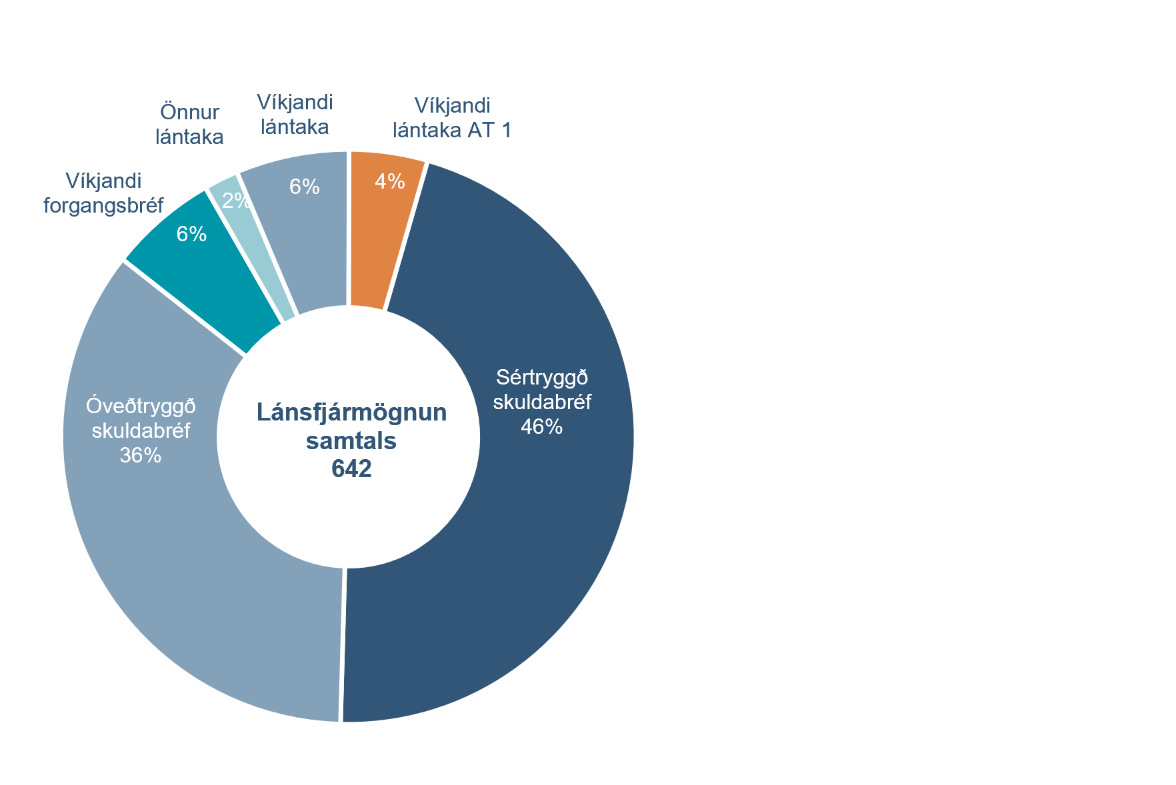 Víkjandi
lántaka AT 1
4%
Sértryggð
skuldabréf
46%
Óveðtryggð
skuldabréf
36%
Víkjandi
forgangsbréf
6%
Önnur
lántaka
2%
Víkjandi
lántaka
6%
Lánsfjármögnun
samtals
642